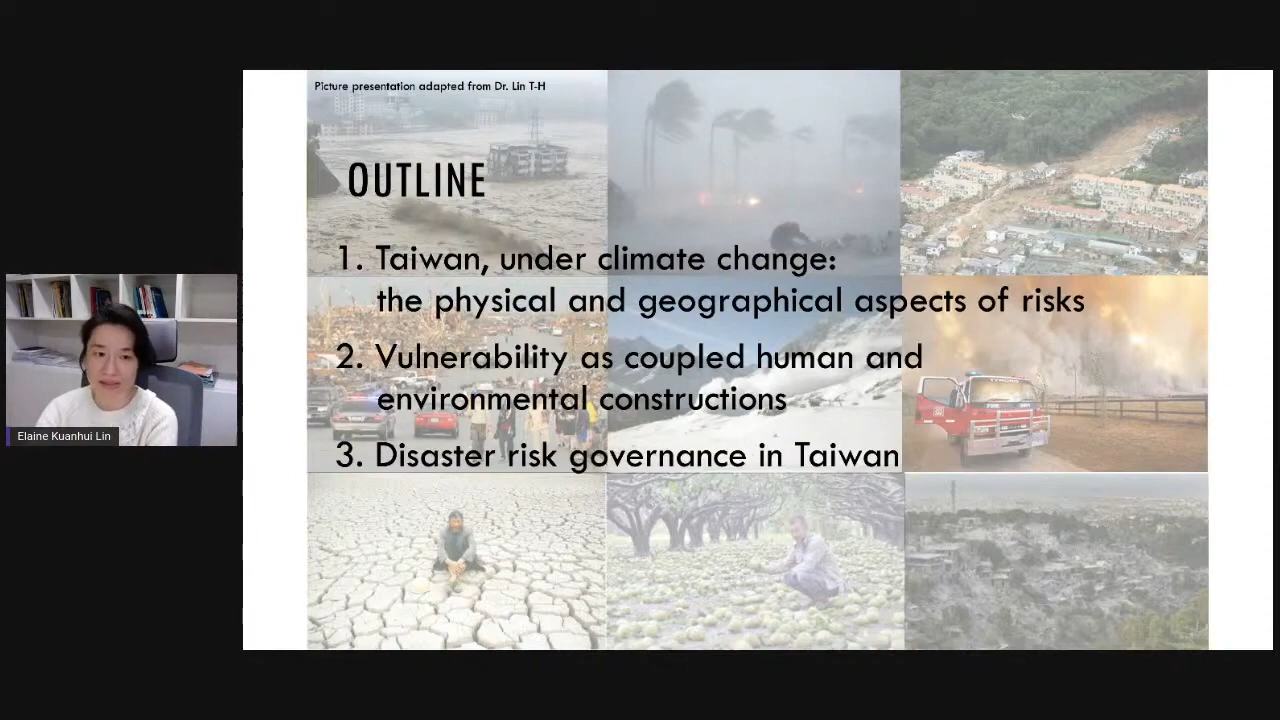 Picture presentation adapted from Dr. Lin T-H
OUTLINE
1. Taiwan, under climate change:
the physical and geographical aspects of risks
2. Vulnerability as coupled human and
environmental constructions
3. Disaster risk governance in Taiwan
Elaine Kuanhui Lin